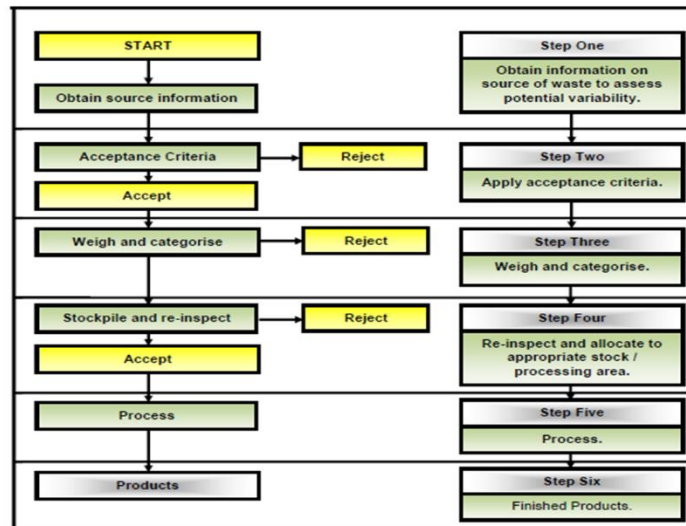 START
Obtain source information
Step One
Obtain information on
source of waste to assess
potential variability.
Acceptance Criteria
Reject
Accept
Step Two
Apply acceptance criteria.
Weigh and categorise
Reject
Step Three
Weigh and categorise.
Stockpile and re-inspect
Reject
Accept
Step Four
Re-inspect and allocate to
appropriate stock /
processing area.
Process
Step Five
Process.
Products
Step Six
Finished Products.